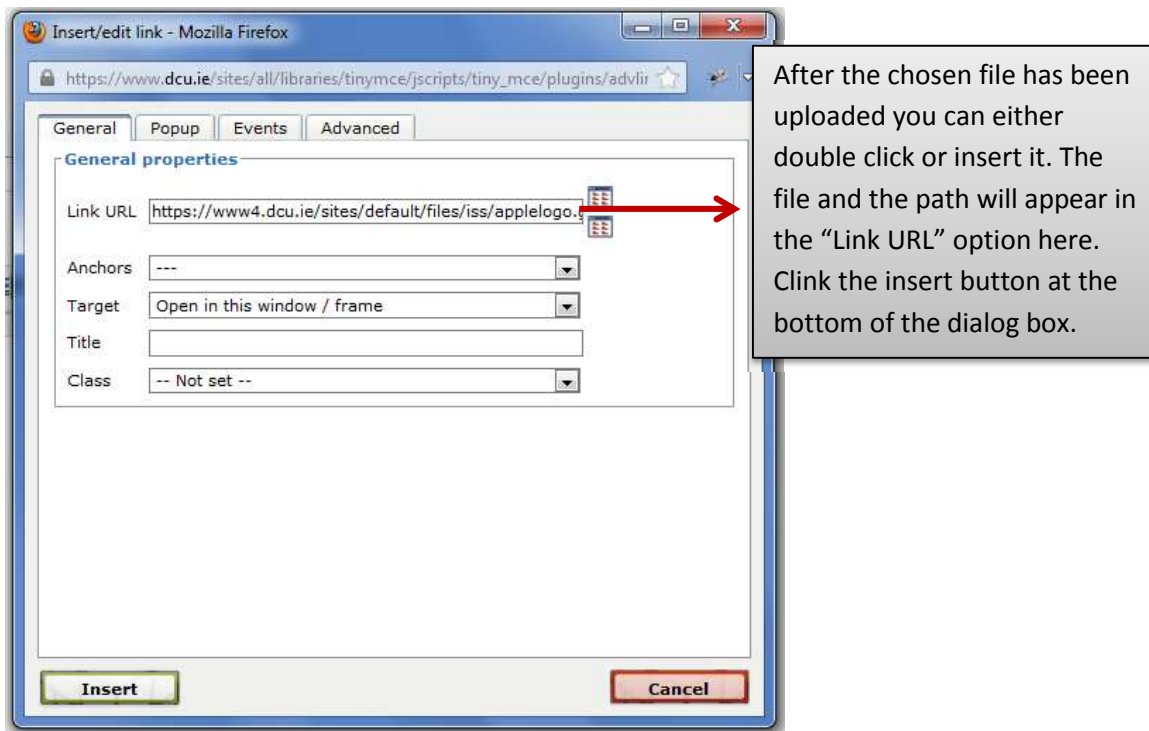 Insert/edit link - Mozilla Firefox
https://www.dcu.ie/sites/all/libraries/tinymce/jscripts/tiny_mce/plugins/advlin
General Popup Events Advanced
General properties
Link URL https://www4.dcu.ie/sites/default/files/iss/applelogo.g
Anchors ---
Target Open in this window / frame
Title
Class -- Not set --
Insert Cancel
After the chosen file has been
uploaded you can either
double click or insert it. The
file and the path will appear in
the “Link URL” option here.
Clink the insert button at the
bottom of the dialog box.